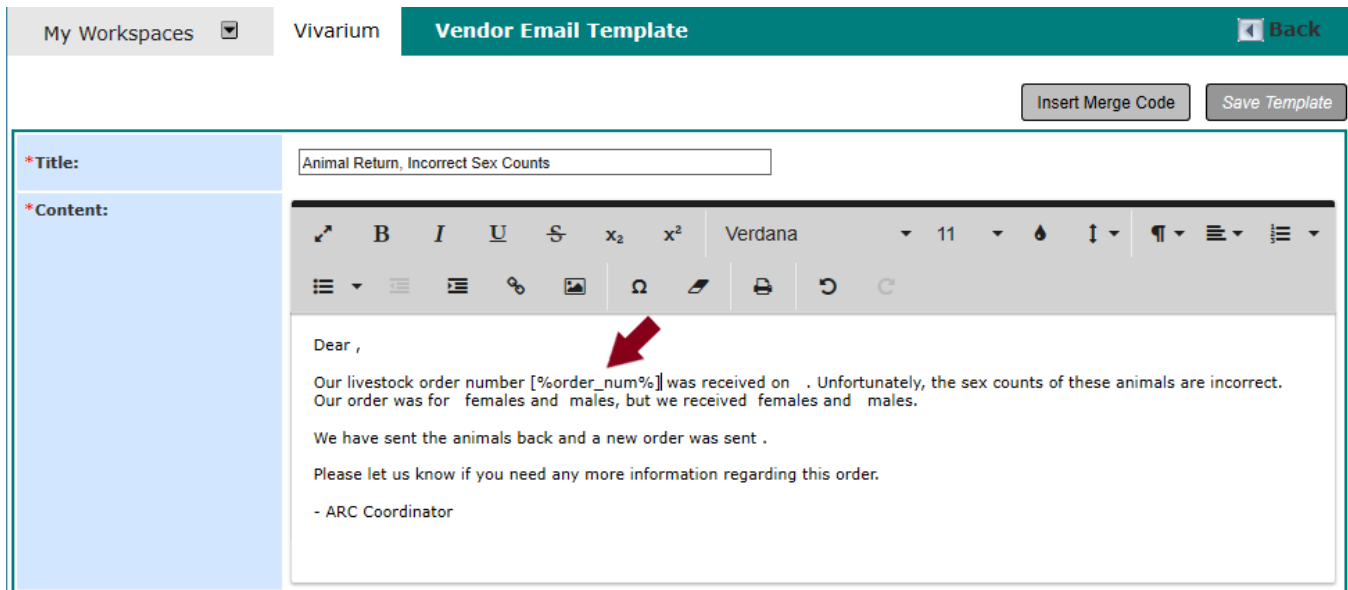 My Workspaces Vivarium Vendor Email Template Back
Insert Merge Code Save Template
*Title: Animal Return, Incorrect Sex Counts
*Content:
B I U S x₂ x² Verdana 11 ¶
Ω
Dear ,
Our livestock order number [%order_num%] was received on . Unfortunately, the sex counts of these animals are incorrect.
Our order was for females and males, but we received females and males.
We have sent the animals back and a new order was sent .
Please let us know if you need any more information regarding this order.
- ARC Coordinator